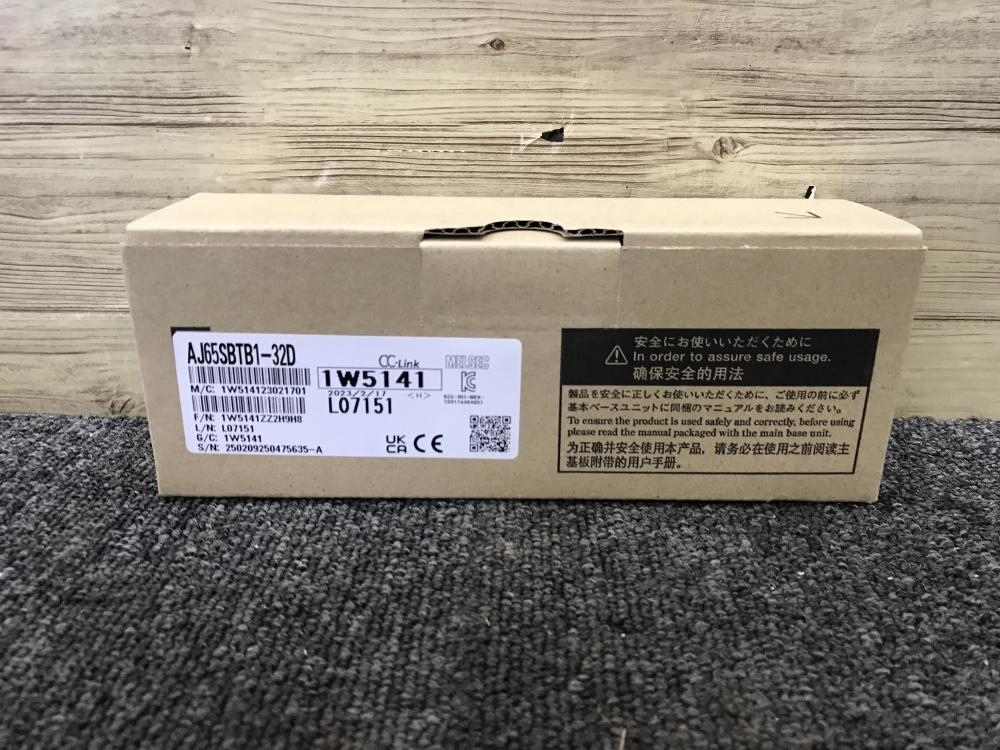 AJ65SBTB1-32D
CC-Link
MELSEC
M/C: 1W514123021701
1W5141
2023/2/17 <H>
L07151
F/N: 1W5141ZZ2H9H8
L/N: L07151
G/C: 1W5141
S/N: 250209250475635-A
UK
CA
CE
安全にお使いいただくために
In order to assure safe usage.
确保安全的用法
製品を安全に正しくお使いいただくために、ご使用の前に必ず
基本ベースユニットに同梱のマニュアルをお読みください。
To ensure the product is used safely and correctly, before using
please read the manual packaged with the main base unit.
为正确并安全使用本产品，请务必在使用之前阅读主
基板附带的用户手册。